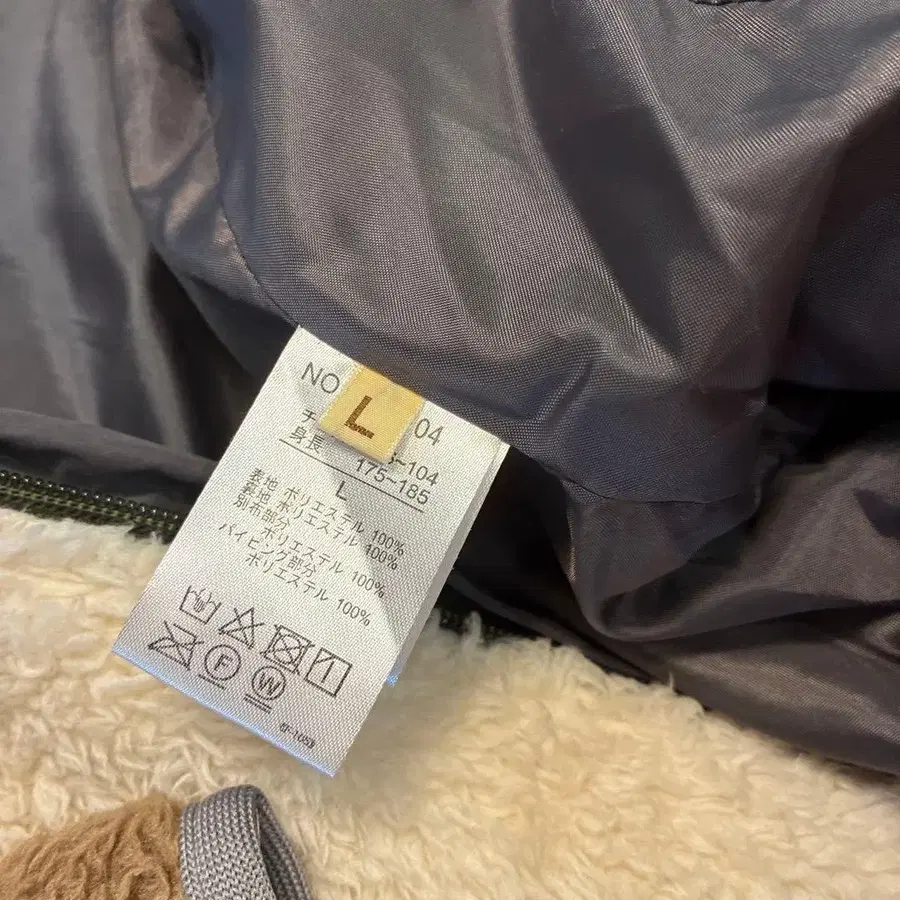 NO
L
04
チ
~104
身長
175~185
L
表地 ポリエステル 100%
裏地 ポリエステル 100%
別布部分
ポリエステル 100%
パイピング部分
ポリエステル 100%
F
W